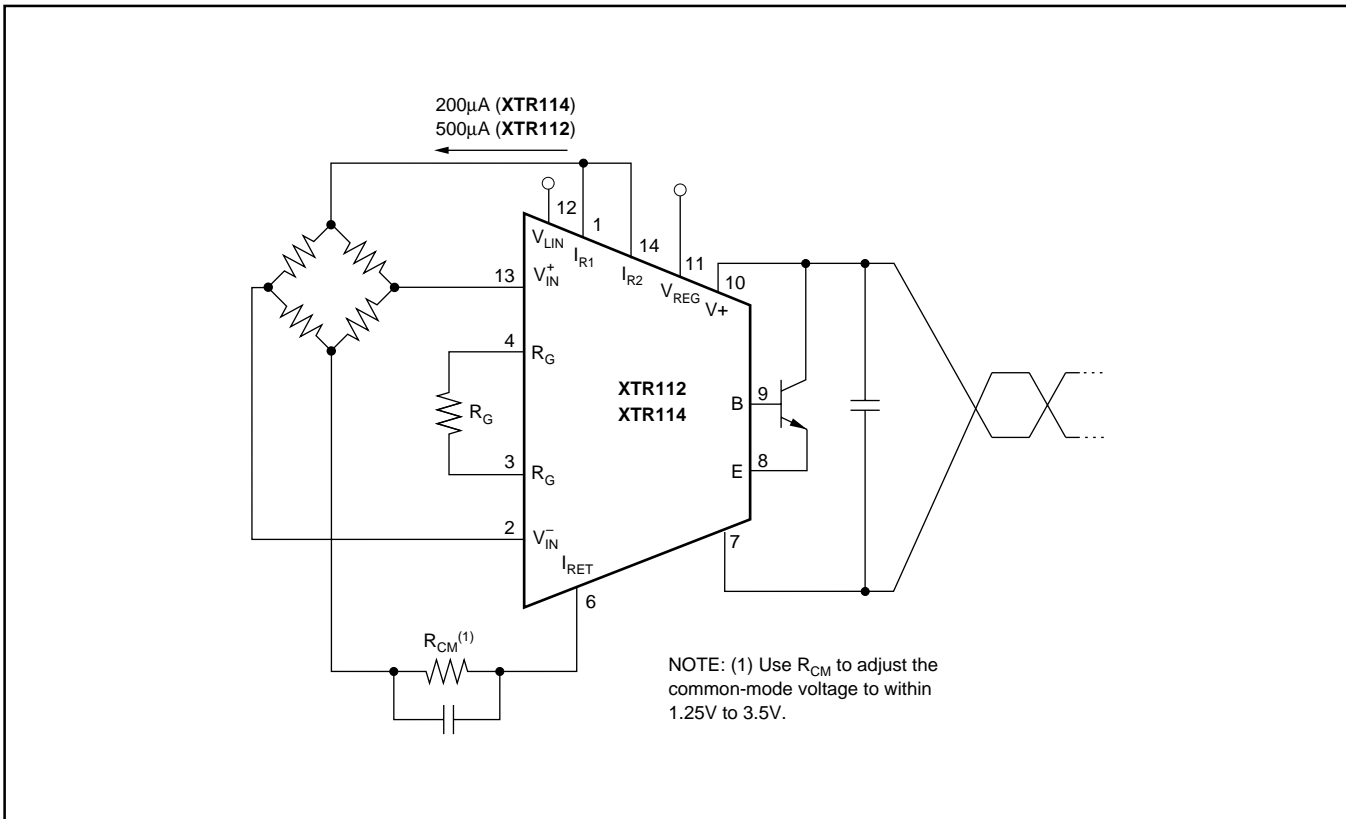 200μA (XTR114)
500μA (XTR112)
12
1
14
11
10
V_LIN
I_R1
I_R2
V_REG
V+
13
V_IN^+
4
R_G
R_G
3
R_G
XTR112
XTR114
B
9
E
8
2
V_IN^–
I_RET
7
6
R_CM^(1)
NOTE: (1) Use R_CM to adjust the
common-mode voltage to within
1.25V to 3.5V.